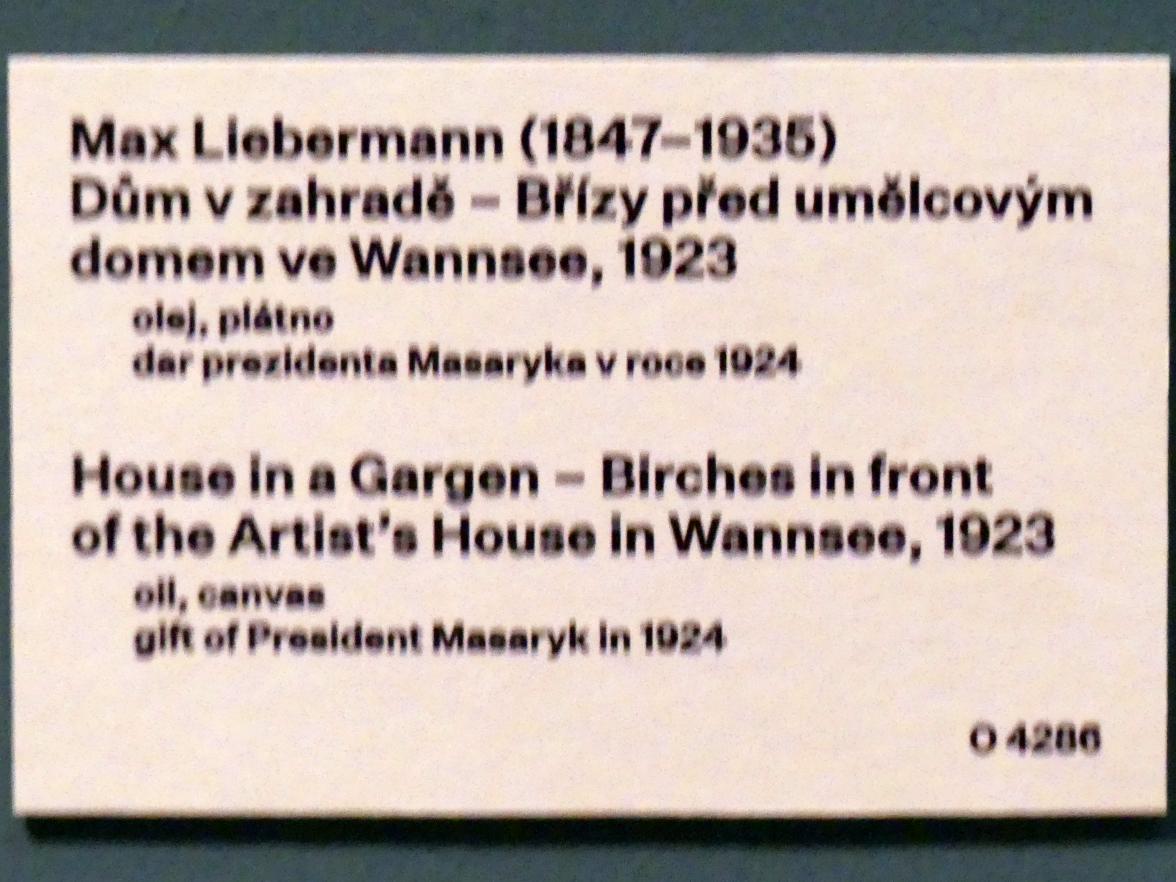 Max Liebermann (1847–1935)
Dům v zahradě – Břízy před umělcovým
domem ve Wannsee, 1923
olej, plátno
dar prezidenta Masaryka v roce 1924
House in a Gargen – Birches in front
of the Artist's House in Wannsee, 1923
oil, canvas
gift of President Masaryk in 1924
O 4286